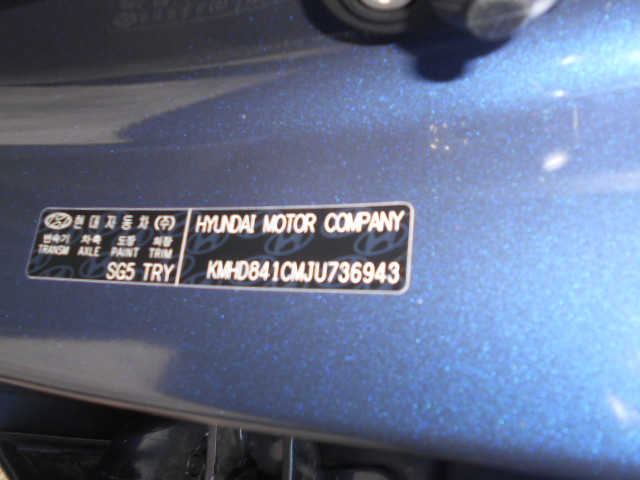 현대자동차(주)
변속기 차축 도장 의장
TRANSM AXLE PAINT TRIM
SG5 TRY
HYUNDAI MOTOR COMPANY
KMHD841CMJU736943